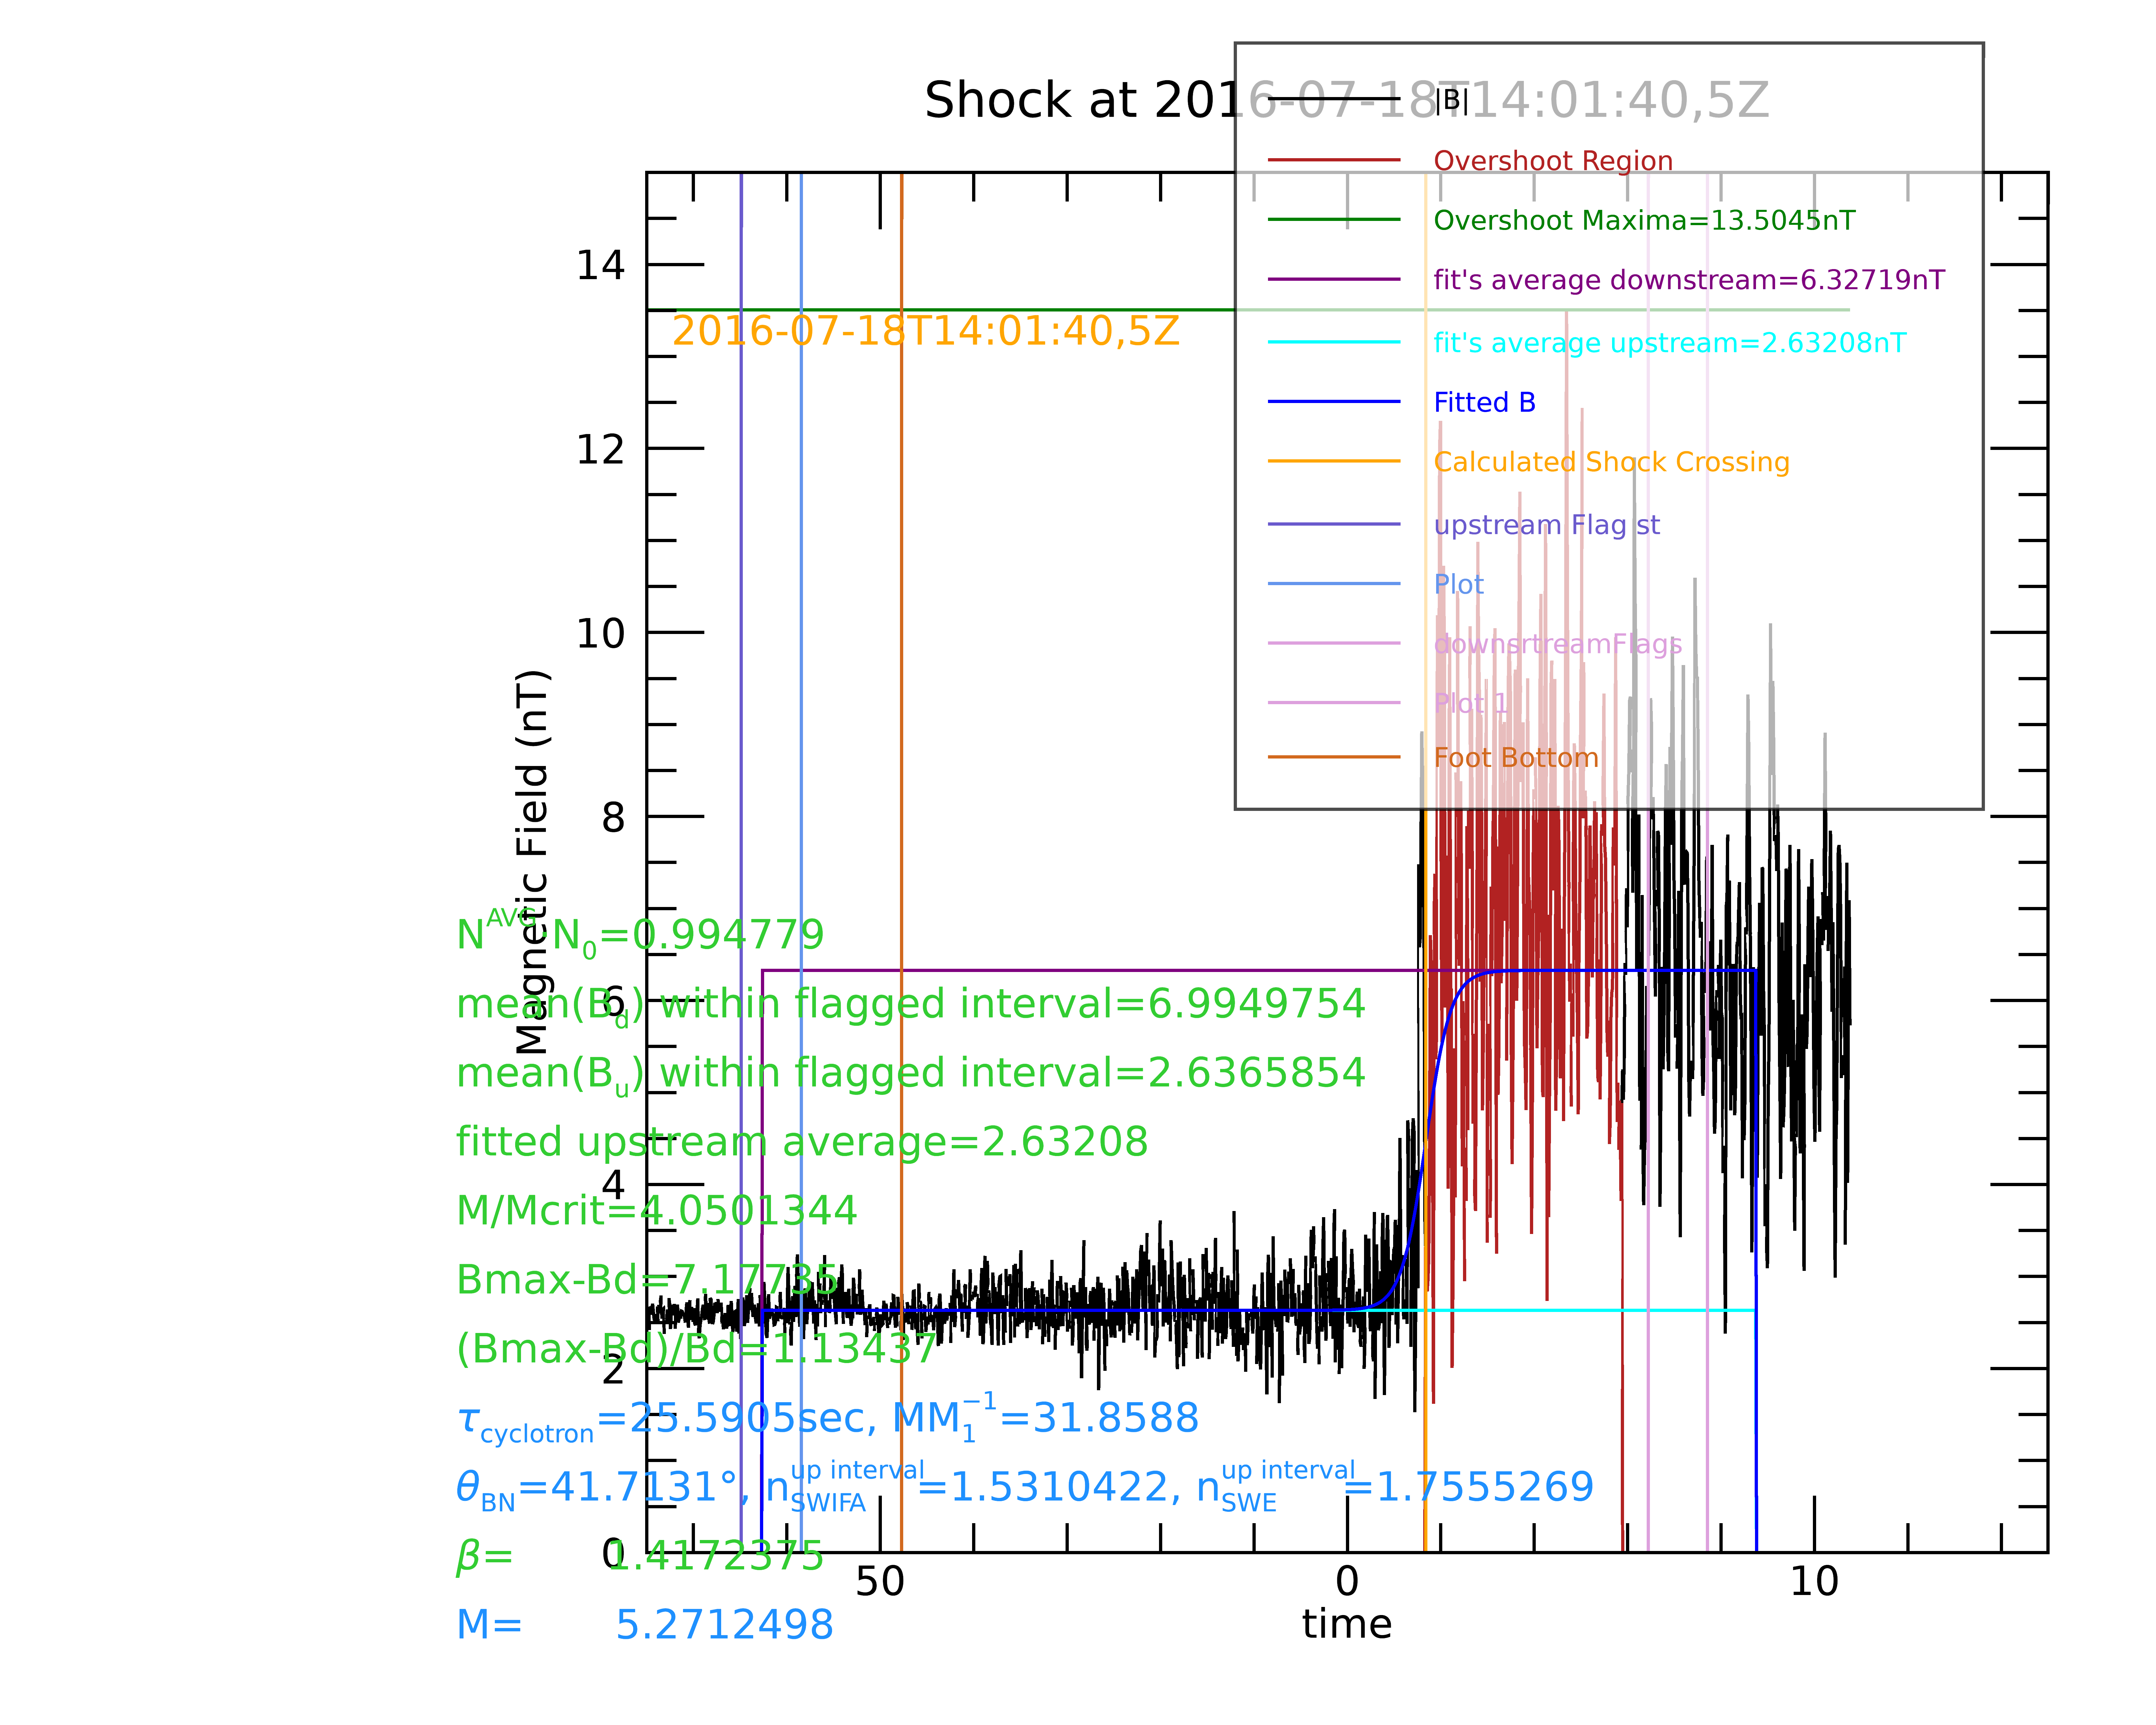 Shock at 2016-07-18T14:01:40,5Z
|B|
Overshoot Region
Overshoot Maxima=13.5045nT
fit's average downstream=6.32719nT
fit's average upstream=2.63208nT
Fitted B
Calculated Shock Crossing
upstream Flag st
Plot
downsrtreamFlags
Plot 1
Foot Bottom
2016-07-18T14:01:40,5Z
Magnetic Field (nT)
14
12
10
8
6
4
2
0
50
0
10
time
N^AVG·N_0=0.994779
mean(B_d) within flagged interval=6.9949754
mean(B_u) within flagged interval=2.6365854
fitted upstream average=2.63208
M/Mcrit=4.0501344
Bmax-Bd=7.17735
(Bmax-Bd)/Bd=1.13437
τ_cyclotron=25.5905sec, MM_1^−1=31.8588
θ_BN=41.7131°, n_SWIFA^up interval=1.5310422, n_SWE^up interval=1.7555269
β= 1.4172375
M= 5.2712498